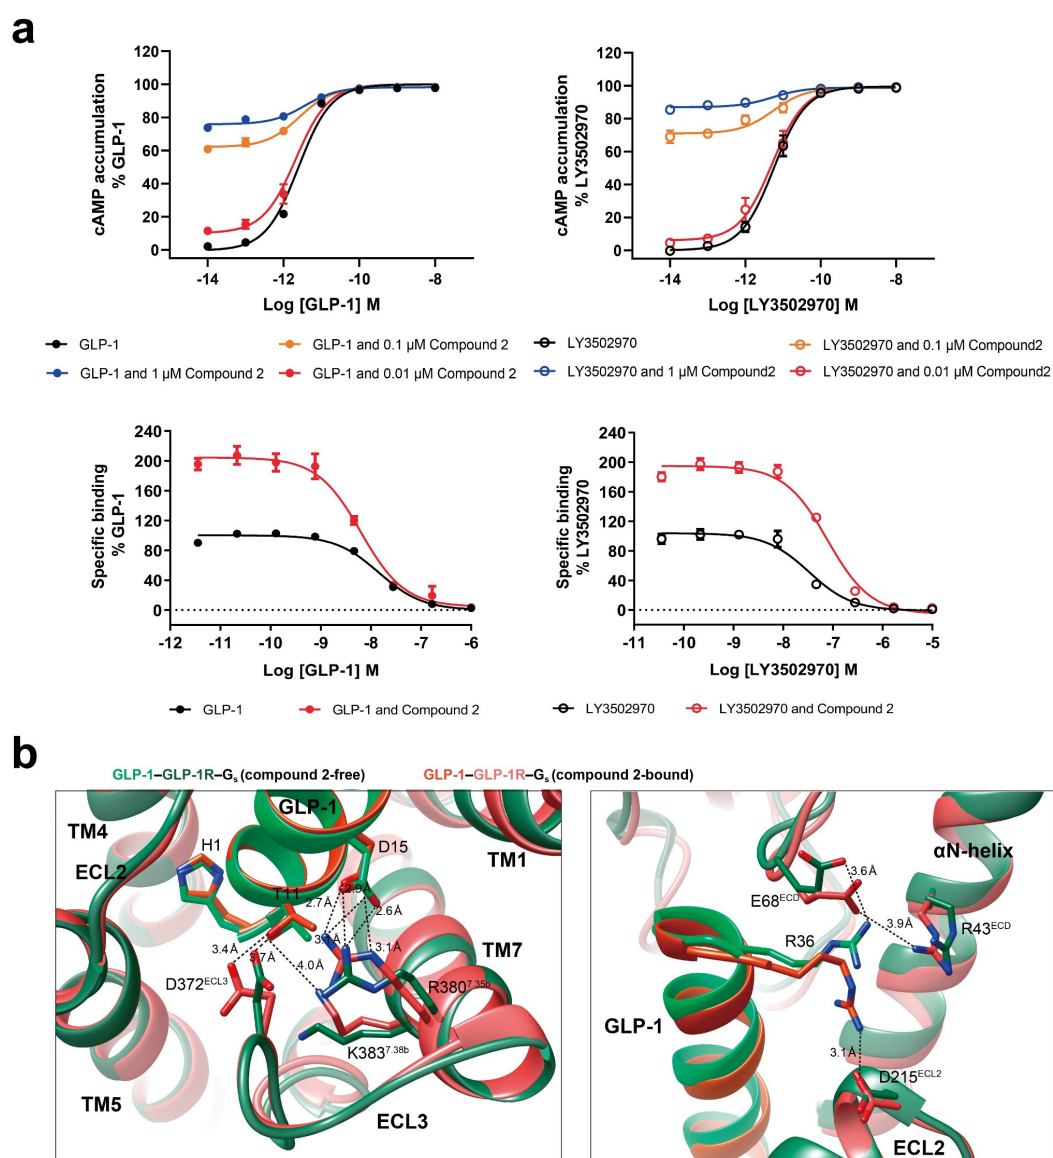 a
120
100
80
60
40
20
0
cAMP accumulation
% GLP-1
-14
-12
-10
-8
Log [GLP-1] M
120
100
80
60
40
20
0
cAMP accumulation
% LY3502970
-14
-12
-10
-8
Log [LY3502970] M
GLP-1
GLP-1 and 0.1 µM Compound 2
LY3502970
LY3502970 and 0.1 µM Compound2
GLP-1 and 1 µM Compound 2
GLP-1 and 0.01 µM Compound 2
LY3502970 and 1 µM Compound2
LY3502970 and 0.01 µM Compound2
240
200
160
120
80
40
0
Specific binding
% GLP-1
-12
-11
-10
-9
-8
-7
-6
Log [GLP-1] M
240
200
160
120
80
40
0
Specific binding
% LY3502970
-11
-10
-9
-8
-7
-6
-5
Log [LY3502970] M
GLP-1
GLP-1 and Compound 2
LY3502970
LY3502970 and Compound 2
b
GLP-1–GLP-1R–Gs (compound 2-free)
GLP-1–GLP-1R–Gs (compound 2-bound)
GLP-1
TM4
H1
D15
ECL2
TM1
T11
2.9Å
2.7Å
2.6Å
3.1Å
3.4Å
3.7Å
4.0Å
TM7
D372ECL3
R3807.35b
K3837.38b
TM5
ECL3
αN-helix
3.6Å
E68ECD
3.9Å
R43ECD
R36
GLP-1
3.1Å
D215ECL2
ECL2